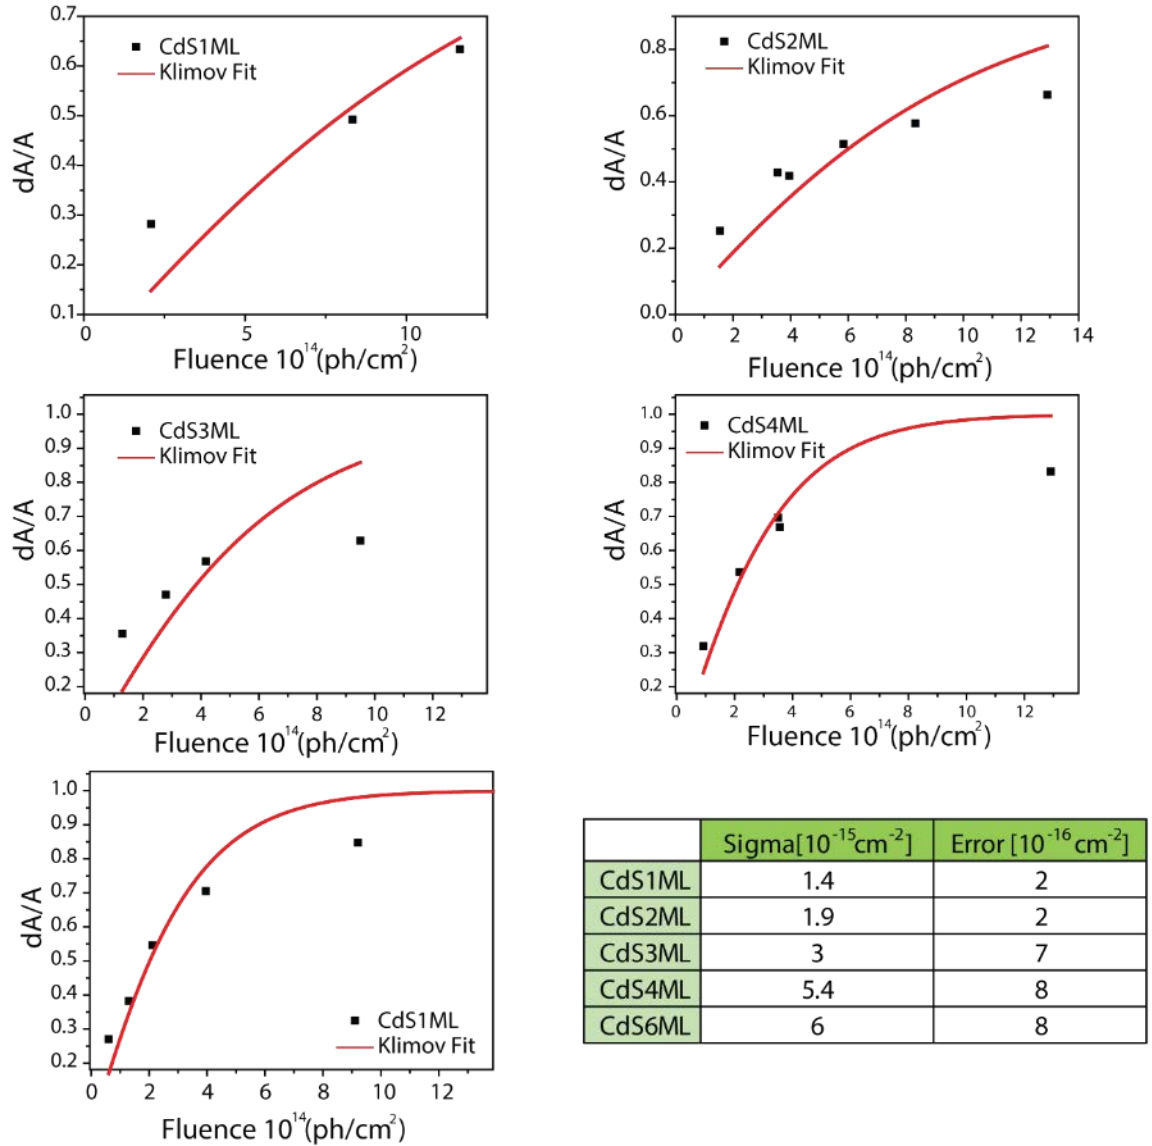 0.7
0.6
0.5
0.4
0.3
0.2
0.1
dA/A
CdS1ML
Klimov Fit
0 5 10
Fluence 10¹⁴(ph/cm²)
0.8
0.6
0.4
0.2
0.0
dA/A
CdS2ML
Klimov Fit
0 2 4 6 8 10 12 14
Fluence 10¹⁴(ph/cm²)
1.0
0.9
0.8
0.7
0.6
0.5
0.4
0.3
0.2
dA/A
CdS3ML
Klimov Fit
0 2 4 6 8 10 12
Fluence 10¹⁴(ph/cm²)
1.0
0.9
0.8
0.7
0.6
0.5
0.4
0.3
0.2
dA/A
CdS4ML
Klimov Fit
0 2 4 6 8 10 12
Fluence 10¹⁴(ph/cm²)
1.0
0.9
0.8
0.7
0.6
0.5
0.4
0.3
0.2
dA/A
CdS1ML
Klimov Fit
0 2 4 6 8 10 12
Fluence 10¹⁴(ph/cm²)
Sigma[10⁻¹⁵cm⁻²] Error [10⁻¹⁶ cm⁻²]
CdS1ML 1.4 2
CdS2ML 1.9 2
CdS3ML 3 7
CdS4ML 5.4 8
CdS6ML 6 8